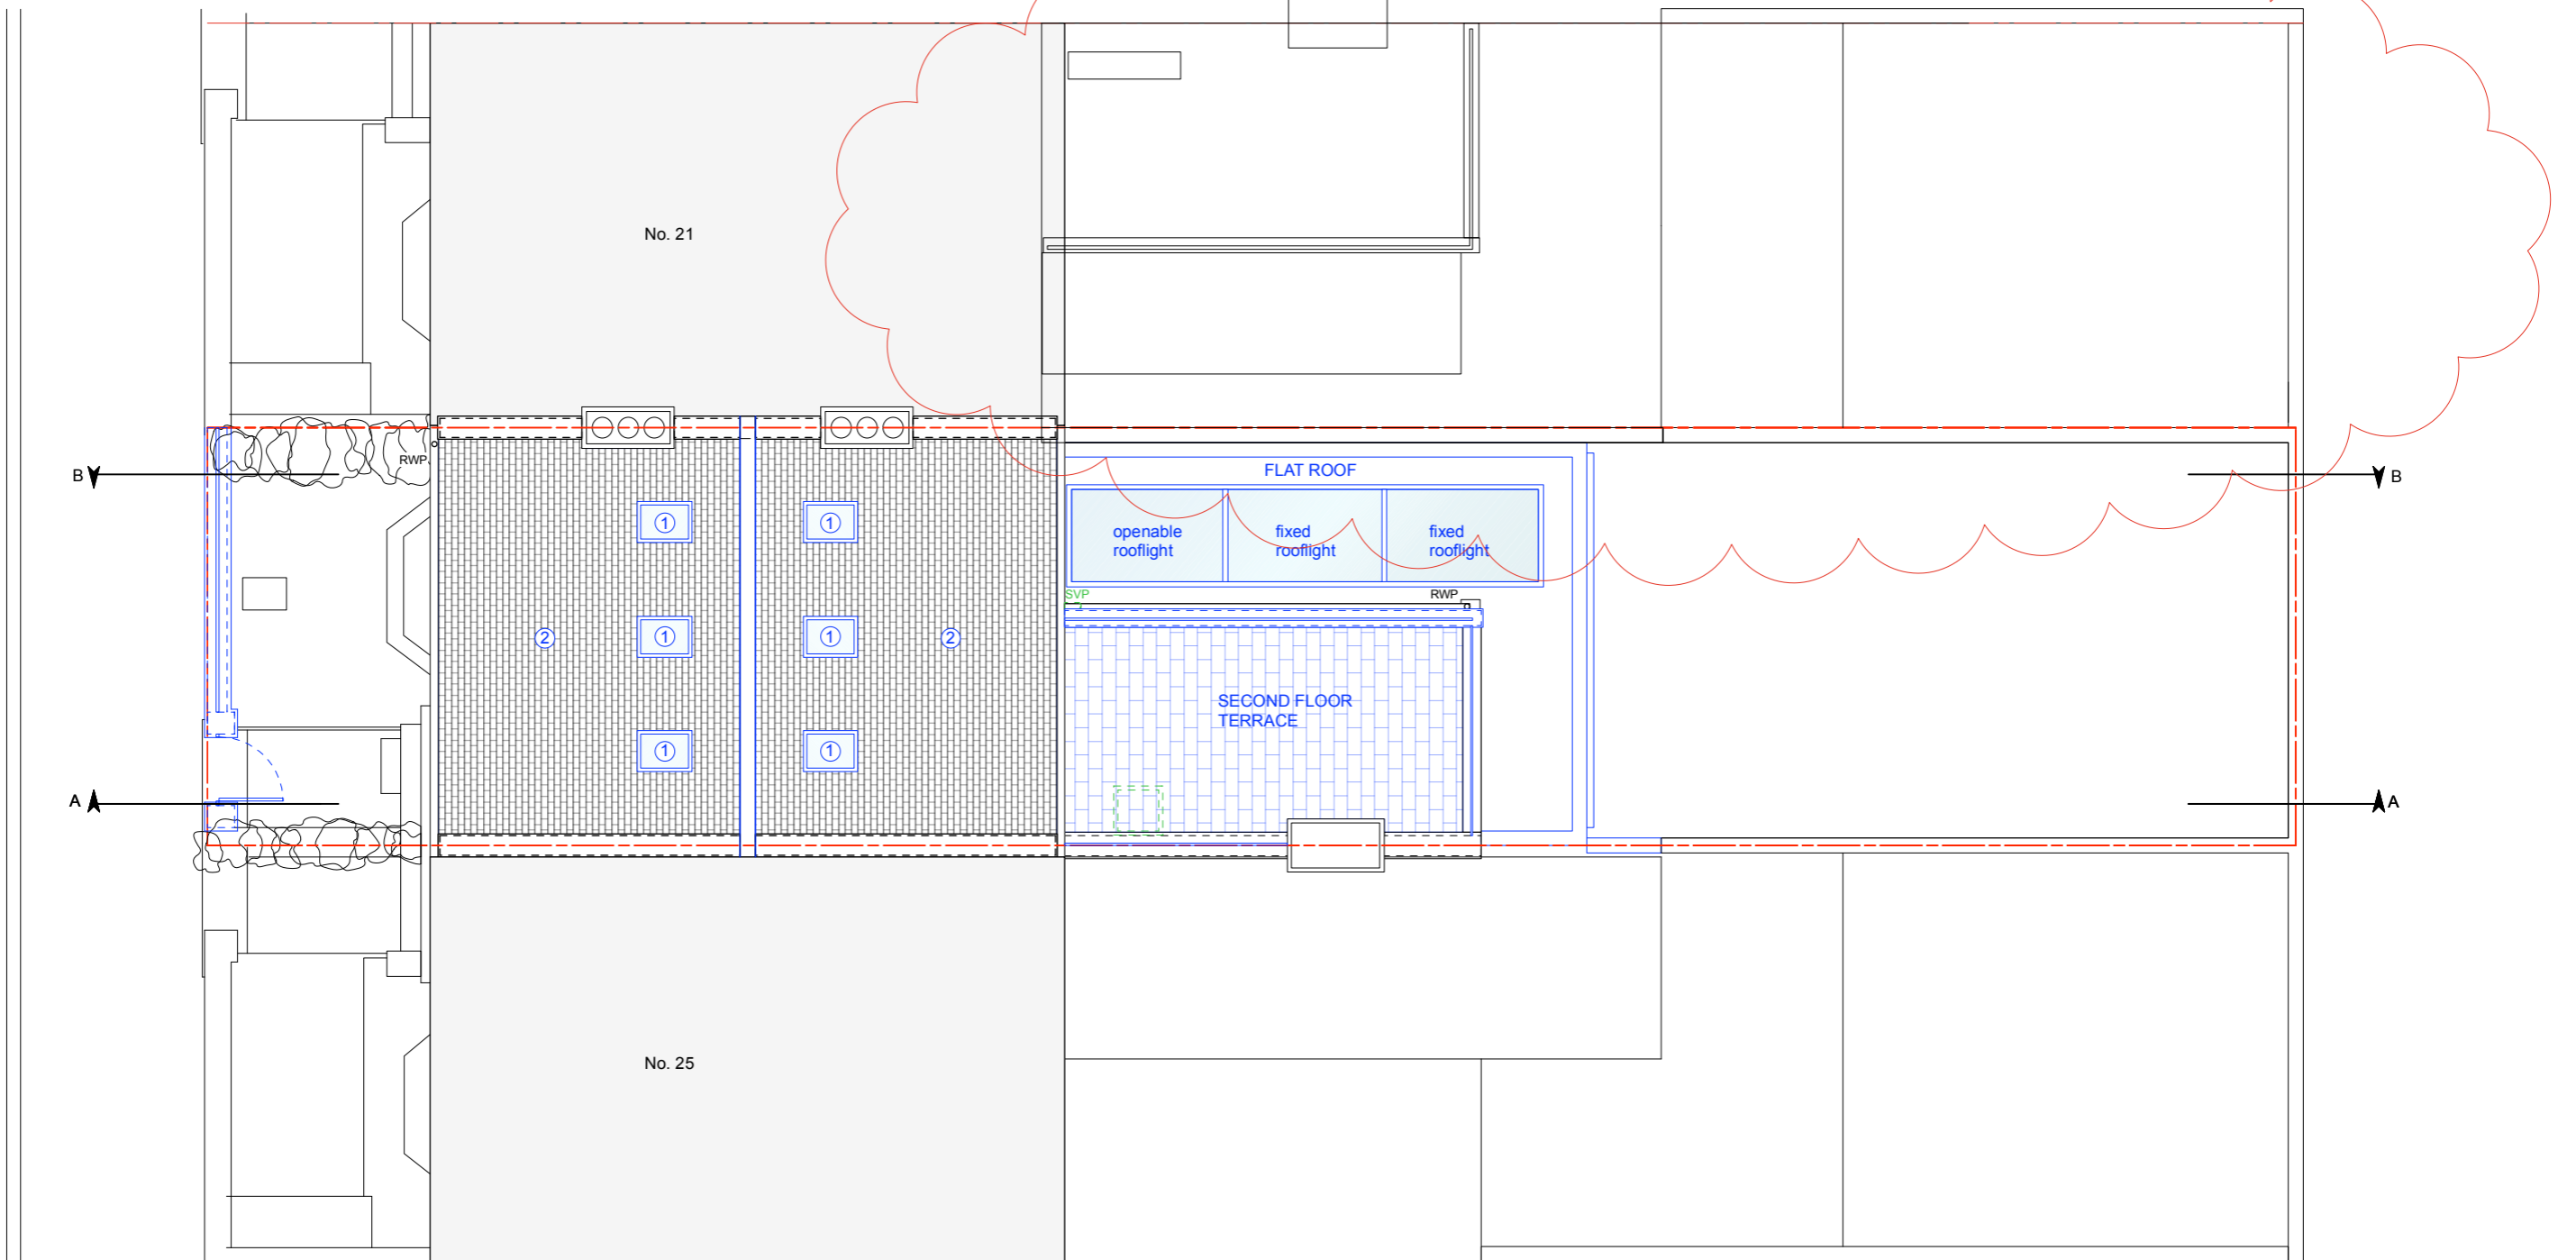 No. 21
RWP
B
FLAT ROOF
B
openable
rooflight
fixed
rooflight
fixed
rooflight
1
1
SVP
RWP
2
1
1
2
SECOND FLOOR
TERRACE
1
1
A
A
No. 25